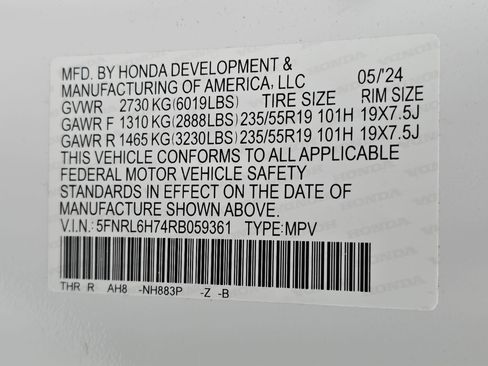 MFD. BY HONDA DEVELOPMENT &
MANUFACTURING OF AMERICA, LLC 05/'24
GVWR 2730 KG(6019LBS) TIRE SIZE RIM SIZE
GAWR F 1310 KG(2888LBS) 235/55R19 101H 19X7.5J
GAWR R 1465 KG(3230LBS) 235/55R19 101H 19X7.5J
THIS VEHICLE CONFORMS TO ALL APPLICABLE
FEDERAL MOTOR VEHICLE SAFETY
STANDARDS IN EFFECT ON THE DATE OF
MANUFACTURE SHOWN ABOVE.
V.I.N.: 5FNRL6H74RB059361 TYPE:MPV
THR R AH8 -NH883P -Z -B